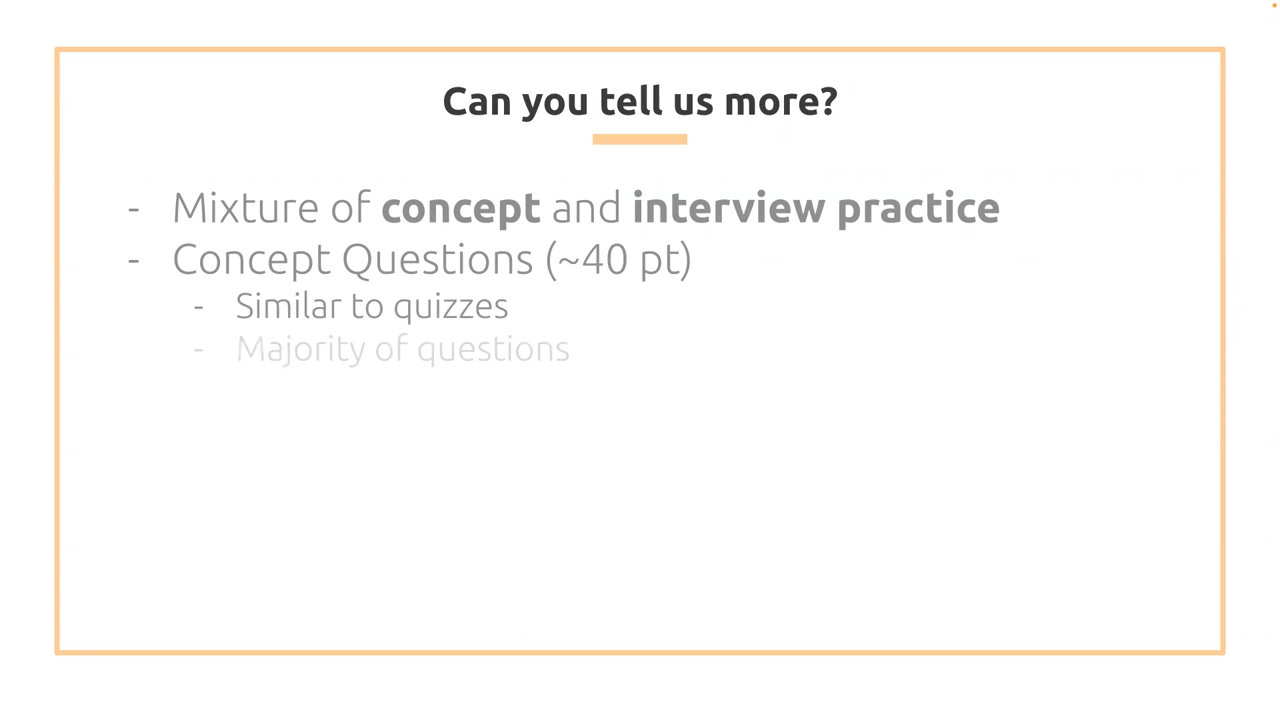 Can you tell us more?
- Mixture of concept and interview practice
- Concept Questions (~40 pt)
- Similar to quizzes
- Majority of questions